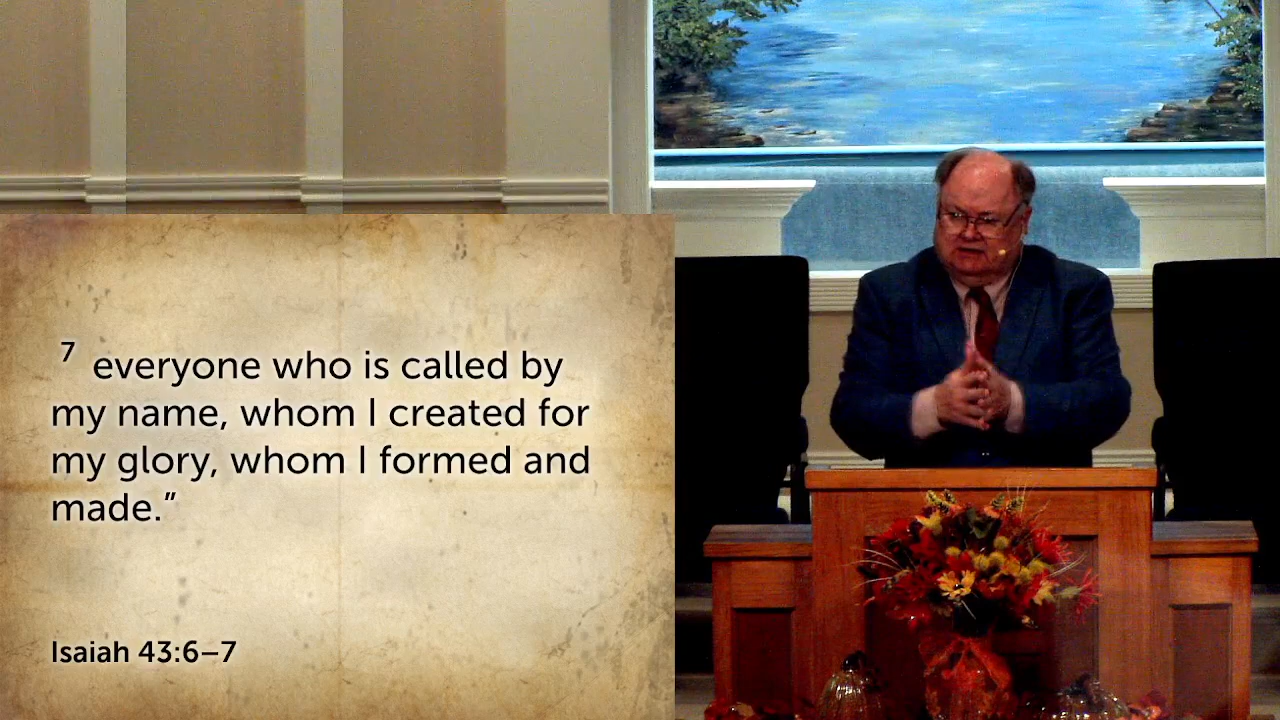 7 everyone who is called by
my name, whom I created for
my glory, whom I formed and
made.”
Isaiah 43:6–7